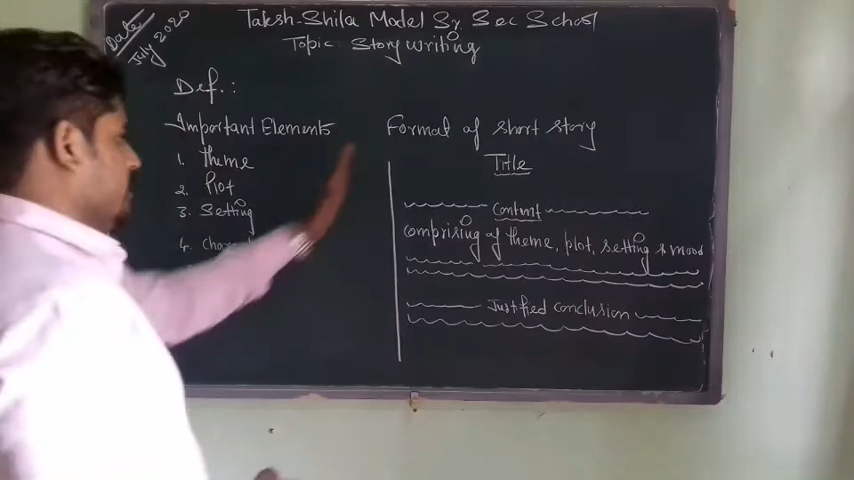 Date/
July 2020
Taksh-Shila Model Sr. Sec School
Topic: Story writing
Def.:
Important Elements
1. theme
2. Plot
3. Setting
4.
Format of short story
Title
Content
comprising of theme, plot, setting & mood
Justified conclusion